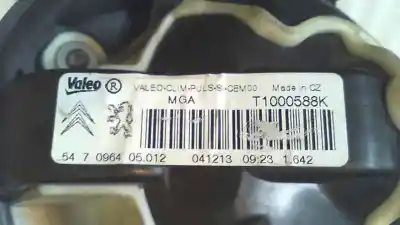 Valeo ® VALEO-CLIM-PULS-S-CBM00 Made in CZ
MGA T1000588K
54 7 0964 05.012 041213 09:23 1.642